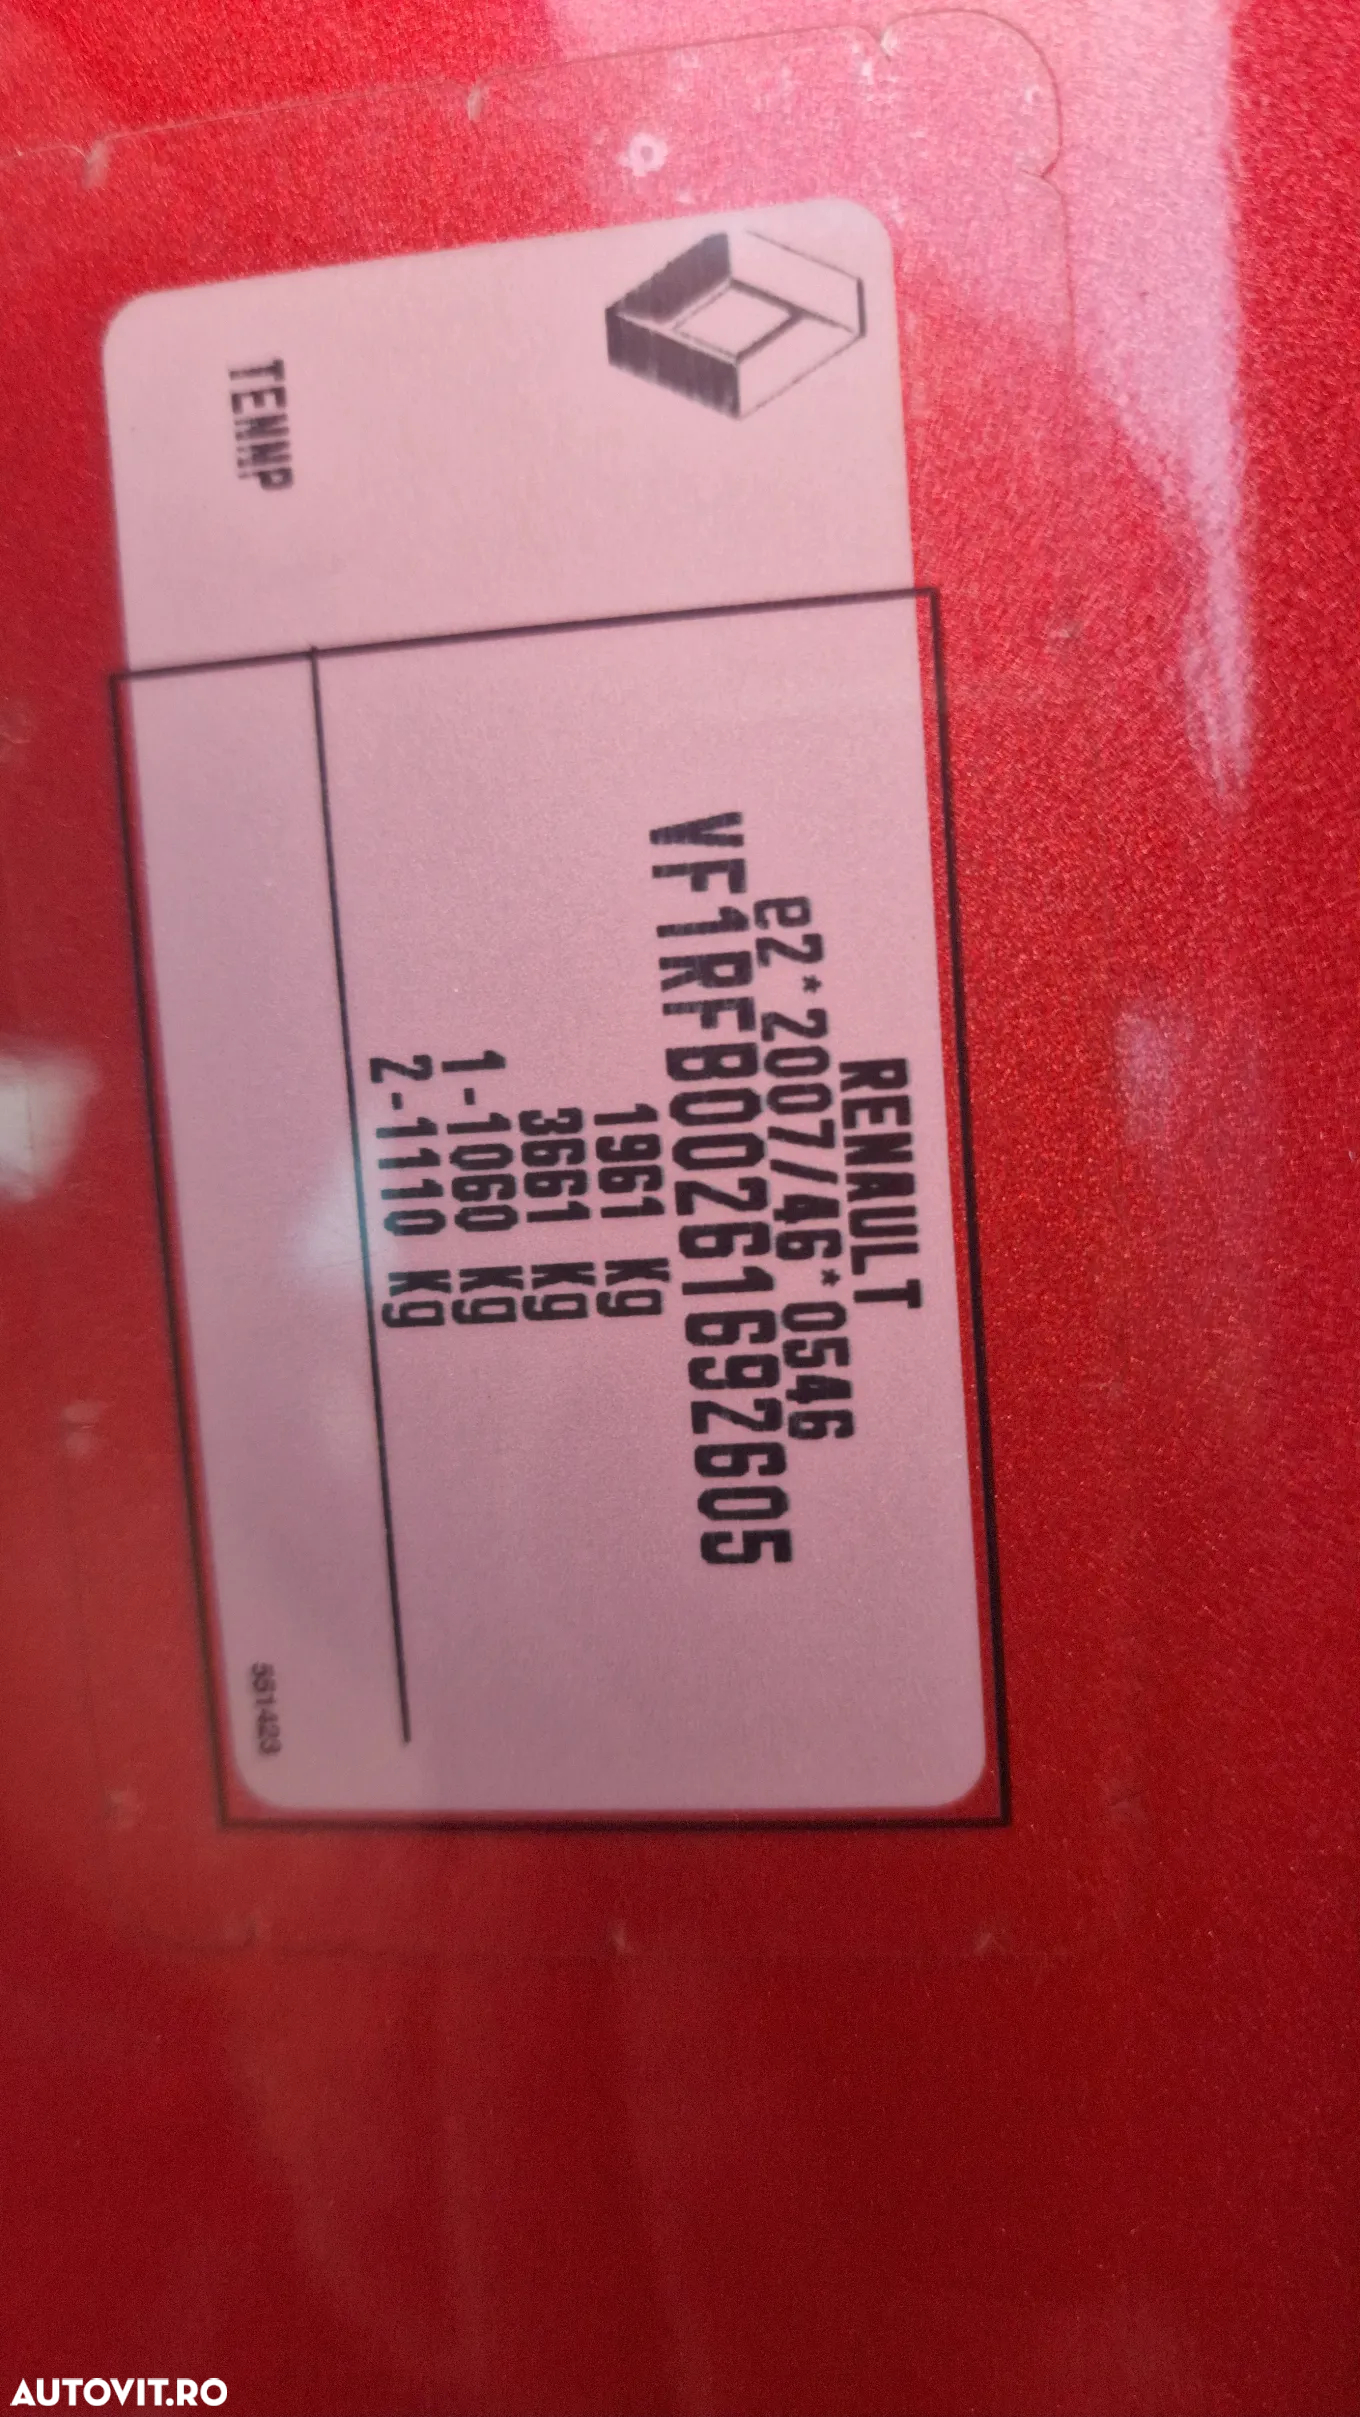 RENAULT
e2*2007/46*0546
VF1RFB00261692605
1961 Kg
3661 Kg
1-1060 Kg
2-1110 Kg
TENNP
551423
AUTOVIT.RO